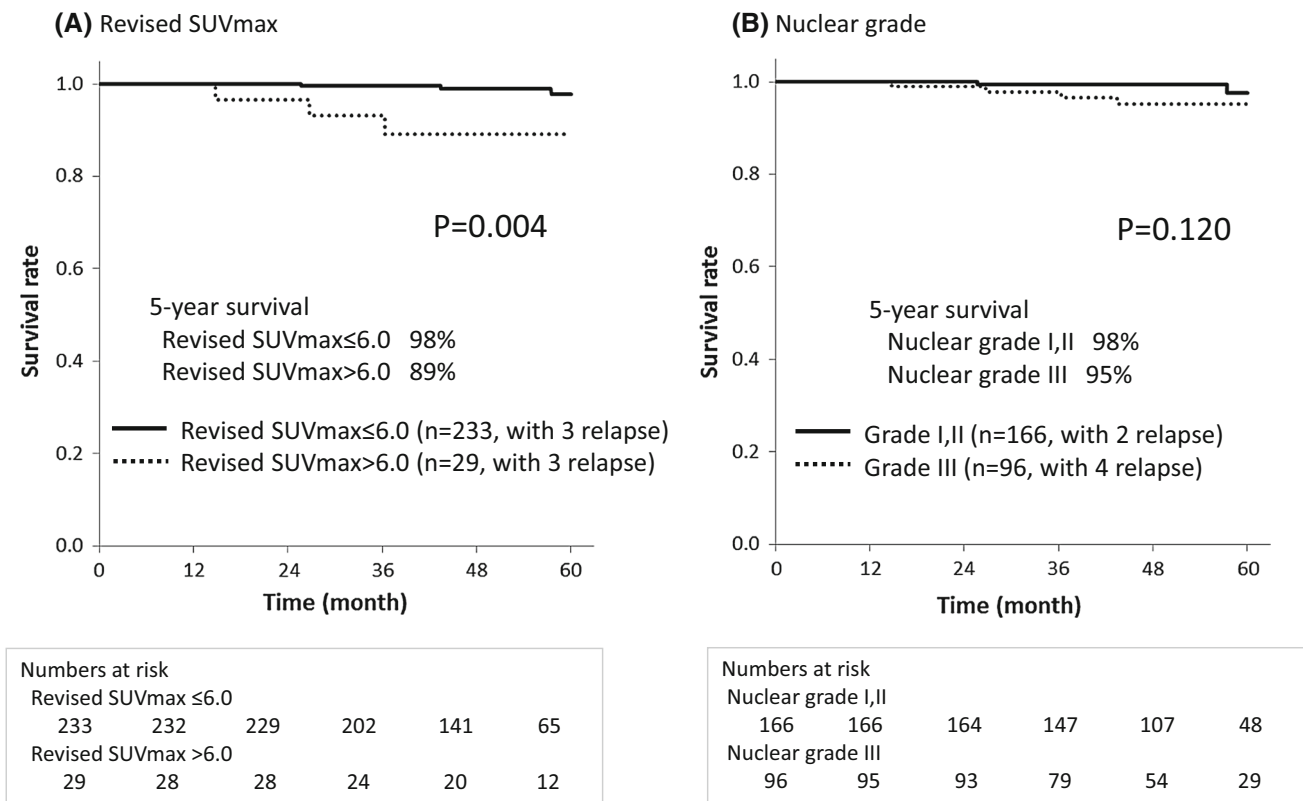 (A) Revised SUVmax
1.0
0.8
0.6
0.4
0.2
0.0
Survival rate
P=0.004
5-year survival
Revised SUVmax≤6.0 98%
Revised SUVmax>6.0 89%
Revised SUVmax≤6.0 (n=233, with 3 relapse)
Revised SUVmax>6.0 (n=29, with 3 relapse)
0 12 24 36 48 60
Time (month)
Numbers at risk
Revised SUVmax ≤6.0
233 232 229 202 141 65
Revised SUVmax >6.0
29 28 28 24 20 12
(B) Nuclear grade
1.0
0.8
0.6
0.4
0.2
0.0
Survival rate
P=0.120
5-year survival
Nuclear grade I,II 98%
Nuclear grade III 95%
Grade I,II (n=166, with 2 relapse)
Grade III (n=96, with 4 relapse)
0 12 24 36 48 60
Time (month)
Numbers at risk
Nuclear grade I,II
166 166 164 147 107 48
Nuclear grade III
96 95 93 79 54 29